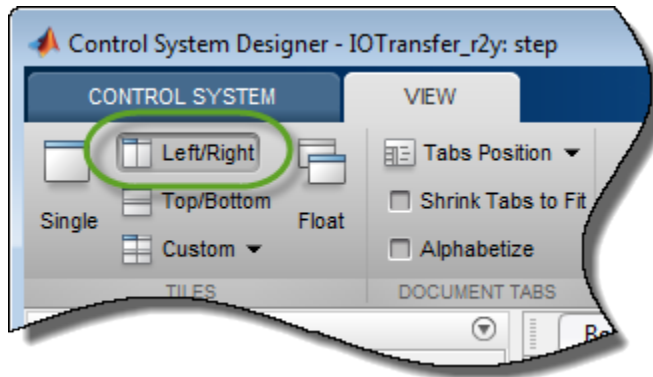 Control System Designer - IOTransfer_r2y: step
CONTROL SYSTEM
VIEW
Single
Left/Right
Top/Bottom
Custom
Float
TILES
Tabs Position
Shrink Tabs to Fit
Alphabetize
DOCUMENT TABS